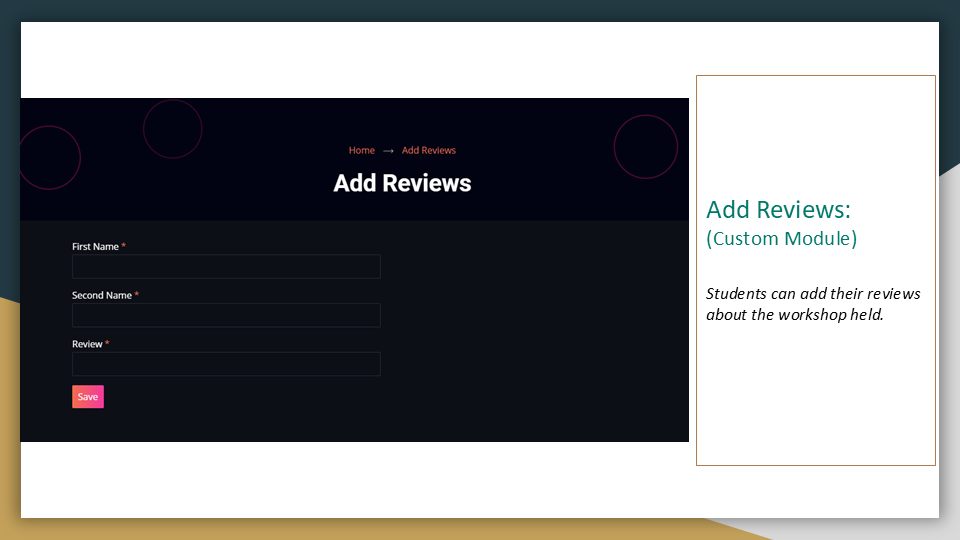 Home → Add Reviews
Add Reviews
First Name *
Second Name *
Review *
Save
Add Reviews:
(Custom Module)
Students can add their reviews
about the workshop held.